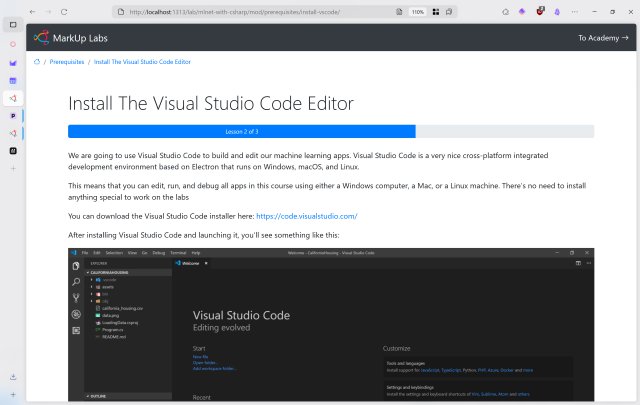 http://localhost:1313/lab/mlnet-with-csharp/mod/prerequisites/install-vscode/
110%
MarkUp Labs
To Academy →
/ Prerequisites / Install The Visual Studio Code Editor
Install The Visual Studio Code Editor
Lesson 2 of 3
We are going to use Visual Studio Code to build and edit our machine learning apps. Visual Studio Code is a very nice cross-platform integrated
development environment based on Electron that runs on Windows, macOS, and Linux.
This means that you can edit, run, and debug all apps in this course using either a Windows computer, a Mac, or a Linux machine. There's no need to install
anything special to work on the labs
You can download the Visual Studio Code installer here: https://code.visualstudio.com/
After installing Visual Studio Code and launching it, you'll see something like this:
File Edit Selection View Go Debug Terminal Help
Welcome - CaliforniaHousing - Visual Studio Code
EXPLORER
Welcome
CALIFORNIAHOUSING
.vscode
assets
bin
obj
california_housing.csv
data.png
LoadingData.csproj
Program.cs
README.md
OUTLINE
Visual Studio Code
Editing evolved
Start
New file
Open folder...
Add workspace folder...
Recent
Customize
Tools and languages
Install support for JavaScript, TypeScript, Python, PHP, Azure, Docker and more
Settings and keybindings
Install the settings and keyboard shortcuts of Vim, Sublime, Atom and others